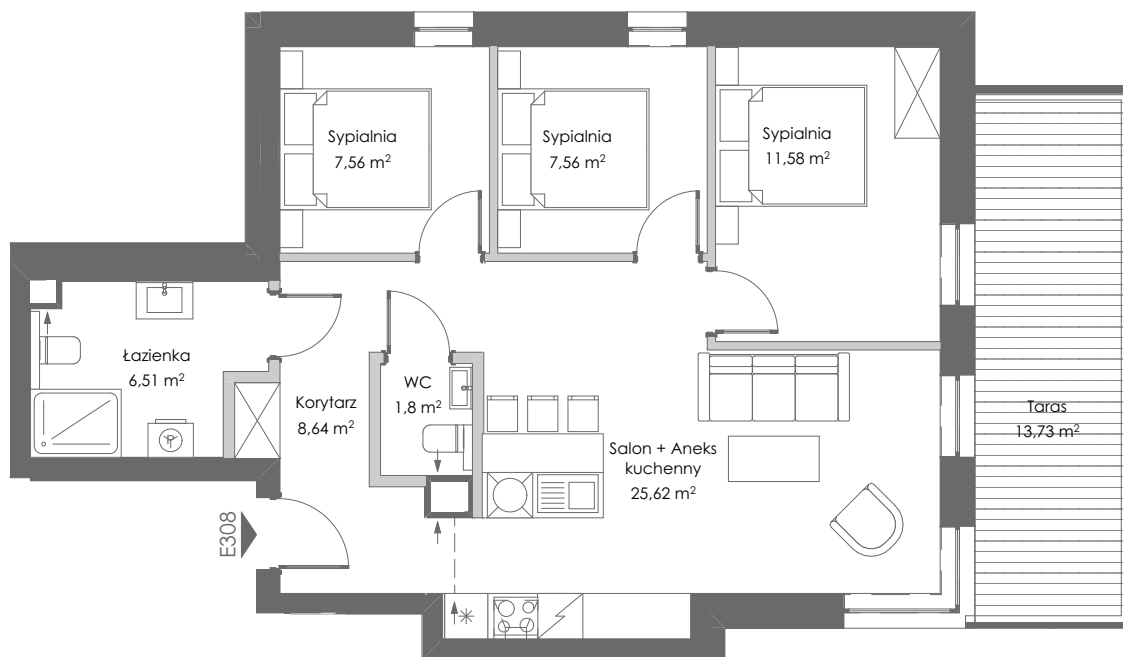 Sypialnia
7,56 m²
Sypialnia
7,56 m²
Sypialnia
11,58 m²
Łazienka
6,51 m²
WC
1,8 m²
Korytarz
8,64 m²
Salon + Aneks
kuchenny
25,62 m²
Taras
13,73 m²
E308
P